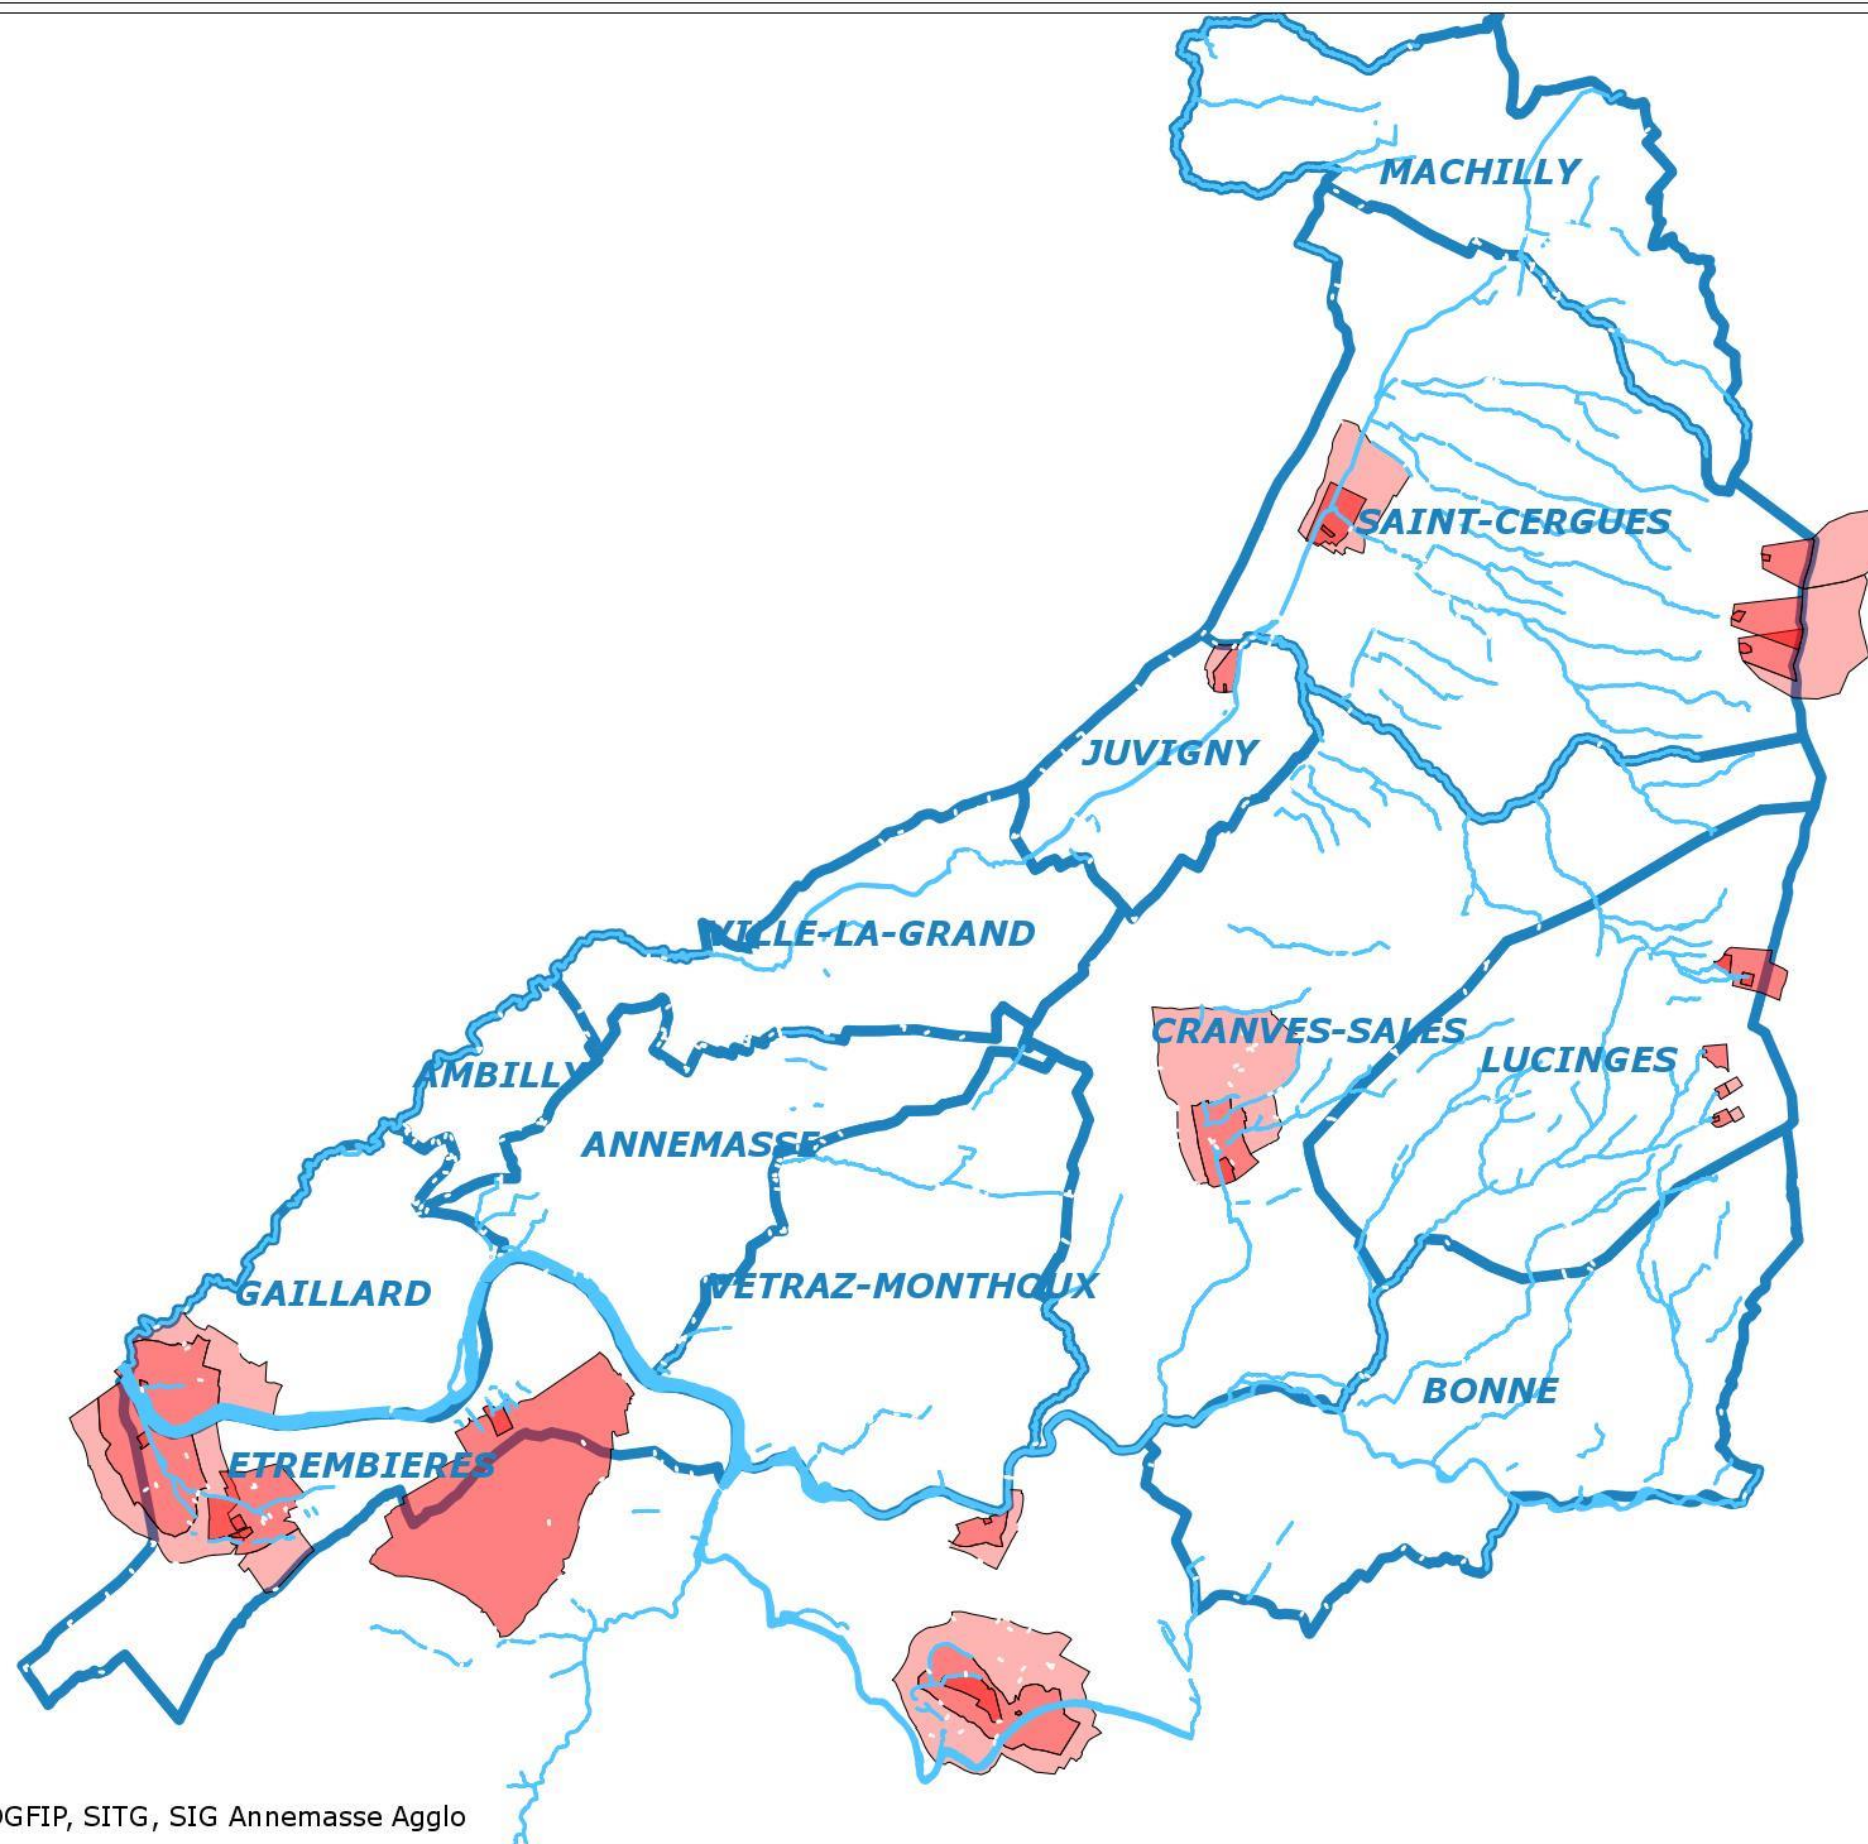 MACHILLY
SAINT-CERGUES
JUVIGNY
VILLE-LA-GRAND
CRANVES-SALES
LUCINGES
AMBILLY
ANNEMASSE
VETRAZ-MONTHOUX
GAILLARD
BONNE
ETREMBIERES
DGFIP, SITG, SIG Annemasse Agglo